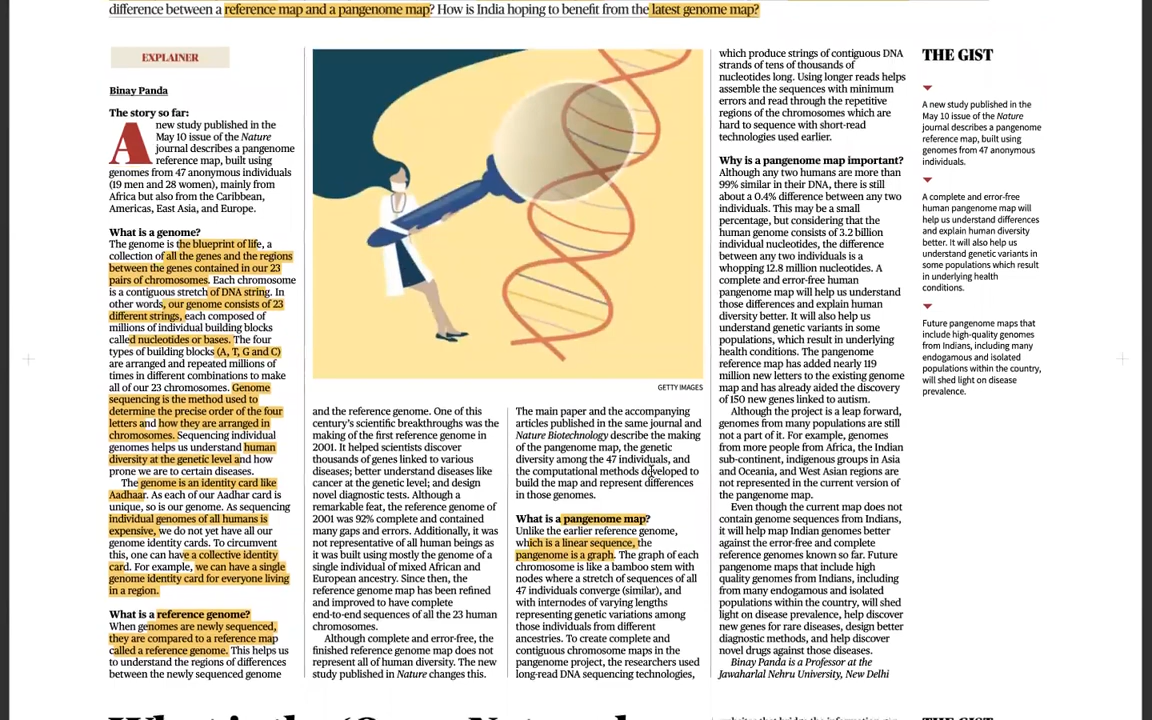 difference between a reference map and a pangenome map? How is India hoping to benefit from the latest genome map?
EXPLAINER
Binay Panda
The story so far:
A new study published in the
May 10 issue of the Nature
journal describes a pangenome
reference map, built using
genomes from 47 anonymous individuals
(19 men and 28 women), mainly from
Africa but also from the Caribbean,
Americas, East Asia, and Europe.
What is a genome?
The genome is the blueprint of life, a
collection of all the genes and the regions
between the genes contained in our 23
pairs of chromosomes. Each chromosome
is a contiguous stretch of DNA string. In
other words, our genome consists of 23
different strings, each composed of
millions of individual building blocks
called nucleotides or bases. The four
types of building blocks (A, T, G and C)
are arranged and repeated millions of
times in different combinations to make
all of our 23 chromosomes. Genome
sequencing is the method used to
determine the precise order of the four
letters and how they are arranged in
chromosomes. Sequencing individual
genomes helps us understand human
diversity at the genetic level and how
prone we are to certain diseases.
The genome is an identity card like
Aadhaar. As each of our Aadhar card is
unique, so is our genome. As sequencing
individual genomes of all humans is
expensive, we do not yet have all our
genome identity cards. To circumvent
this, one can have a collective identity
card. For example, we can have a single
genome identity card for everyone living
in a region.
What is a reference genome?
When genomes are newly sequenced,
they are compared to a reference map
called a reference genome. This helps us
to understand the regions of differences
between the newly sequenced genome
GETTY IMAGES
and the reference genome. One of this
century's scientific breakthroughs was the
making of the first reference genome in
2001. It helped scientists discover
thousands of genes linked to various
diseases; better understand diseases like
cancer at the genetic level; and design
novel diagnostic tests. Although a
remarkable feat, the reference genome of
2001 was 92% complete and contained
many gaps and errors. Additionally, it was
not representative of all human beings as
it was built using mostly the genome of a
single individual of mixed African and
European ancestry. Since then, the
reference genome map has been refined
and improved to have complete
end-to-end sequences of all the 23 human
chromosomes.
Although complete and error-free, the
finished reference genome map does not
represent all of human diversity. The new
study published in Nature changes this.
The main paper and the accompanying
articles published in the same journal and
Nature Biotechnology describe the making
of the pangenome map, the genetic
diversity among the 47 individuals, and
the computational methods developed to
build the map and represent differences
in those genomes.
What is a pangenome map?
Unlike the earlier reference genome,
which is a linear sequence, the
pangenome is a graph. The graph of each
chromosome is like a bamboo stem with
nodes where a stretch of sequences of all
47 individuals converge (similar), and
with internodes of varying lengths
representing genetic variations among
those individuals from different
ancestries. To create complete and
contiguous chromosome maps in the
pangenome project, the researchers used
long-read DNA sequencing technologies,
which produce strings of contiguous DNA
strands of tens of thousands of
nucleotides long. Using longer reads helps
assemble the sequences with minimum
errors and read through the repetitive
regions of the chromosomes which are
hard to sequence with short-read
technologies used earlier.
Why is a pangenome map important?
Although any two humans are more than
99% similar in their DNA, there is still
about a 0.4% difference between any two
individuals. This may be a small
percentage, but considering that the
human genome consists of 3.2 billion
individual nucleotides, the difference
between any two individuals is a
whopping 12.8 million nucleotides. A
complete and error-free human
pangenome map will help us understand
those differences and explain human
diversity better. It will also help us
understand genetic variants in some
populations, which result in underlying
health conditions. The pangenome
reference map has added nearly 119
million new letters to the existing genome
map and has already aided the discovery
of 150 new genes linked to autism.
Although the project is a leap forward,
genomes from many populations are still
not a part of it. For example, genomes
from more people from Africa, the Indian
sub-continent, indigenous groups in Asia
and Oceania, and West Asian regions are
not represented in the current version of
the pangenome map.
Even though the current map does not
contain genome sequences from Indians,
it will help map Indian genomes better
against the error-free and complete
reference genomes known so far. Future
pangenome maps that include high
quality genomes from Indians, including
from many endogamous and isolated
populations within the country, will shed
light on disease prevalence, help discover
new genes for rare diseases, design better
diagnostic methods, and help discover
novel drugs against those diseases.
Binay Panda is a Professor at the
Jawaharlal Nehru University, New Delhi
THE GIST
A new study published in the
May 10 issue of the Nature
journal describes a pangenome
reference map, built using
genomes from 47 anonymous
individuals.
A complete and error-free
human pangenome map will
help us understand differences
and explain human diversity
better. It will also help us
understand genetic variants in
some populations which result
in underlying health
conditions.
Future pangenome maps that
include high-quality genomes
from Indians, including many
endogamous and isolated
populations within the country,
will shed light on disease
prevalence.